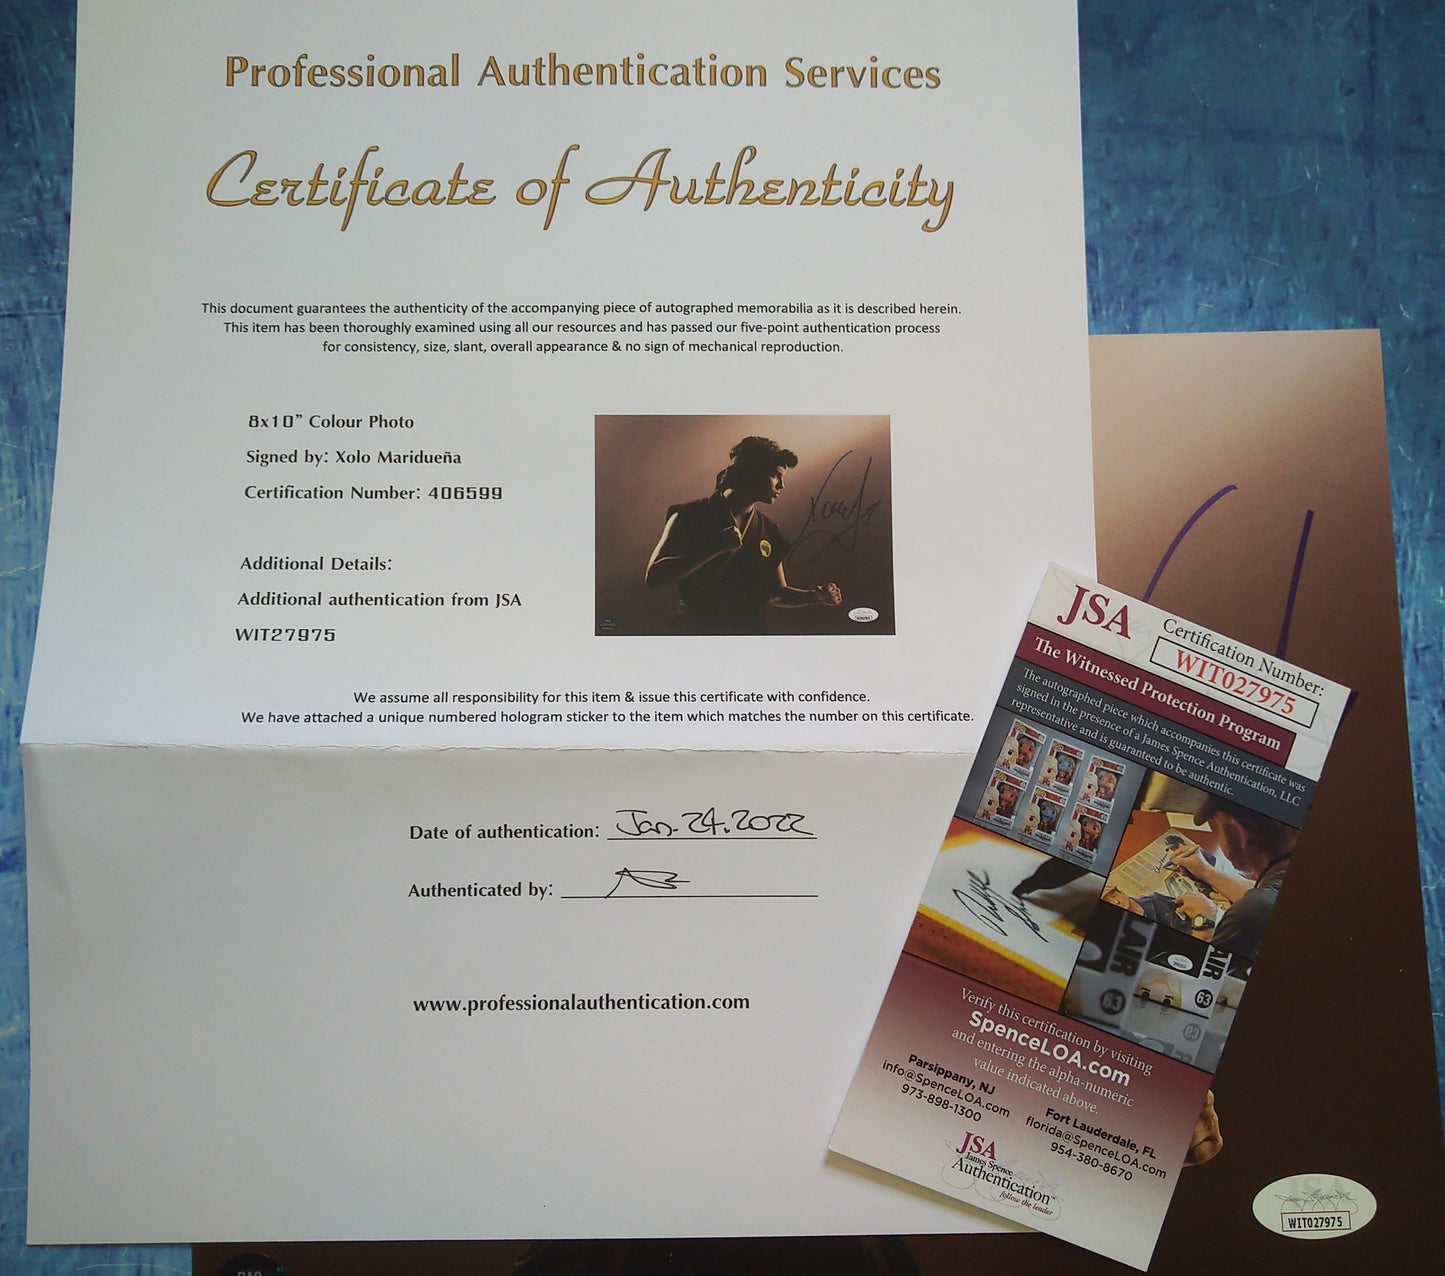 Professional Authentication Services
Certificate of Authenticity
This document guarantees the authenticity of the accompanying piece of autographed memorabilia as it is described herein.
This item has been thoroughly examined using all our resources and has passed our five-point authentication process
for consistency, size, slant, overall appearance & no sign of mechanical reproduction.
8x10" Colour Photo
Signed by: Xolo Maridueña
Certification Number: 406599
Additional Details:
Additional authentication from JSA
WIT27975
We assume all responsibility for this item & issue this certificate with confidence.
We have attached a unique numbered hologram sticker to the item which matches the number on this certificate.
Date of authentication: Jan. 24. 2022
Authenticated by:
www.professionalauthentication.com
JSA
Certification Number:
WIT027975
The Witnessed Protection Program
The autographed piece which accompanies this certificate was
signed in the presence of a James Spence Authentication, LLC
representative and is guaranteed to be authentic.
LAIR
63
AIR
63
Verify this certification by visiting
SpenceLOA.com
and entering the alpha-numeric
value indicated above.
Parsippany, NJ
info@SpenceLOA.com
973-898-1300
Fort Lauderdale, FL
florida@SpenceLOA.com
954-380-8670
JSA
James Spence
Authentication
follow the leader
JSA
WIT027975